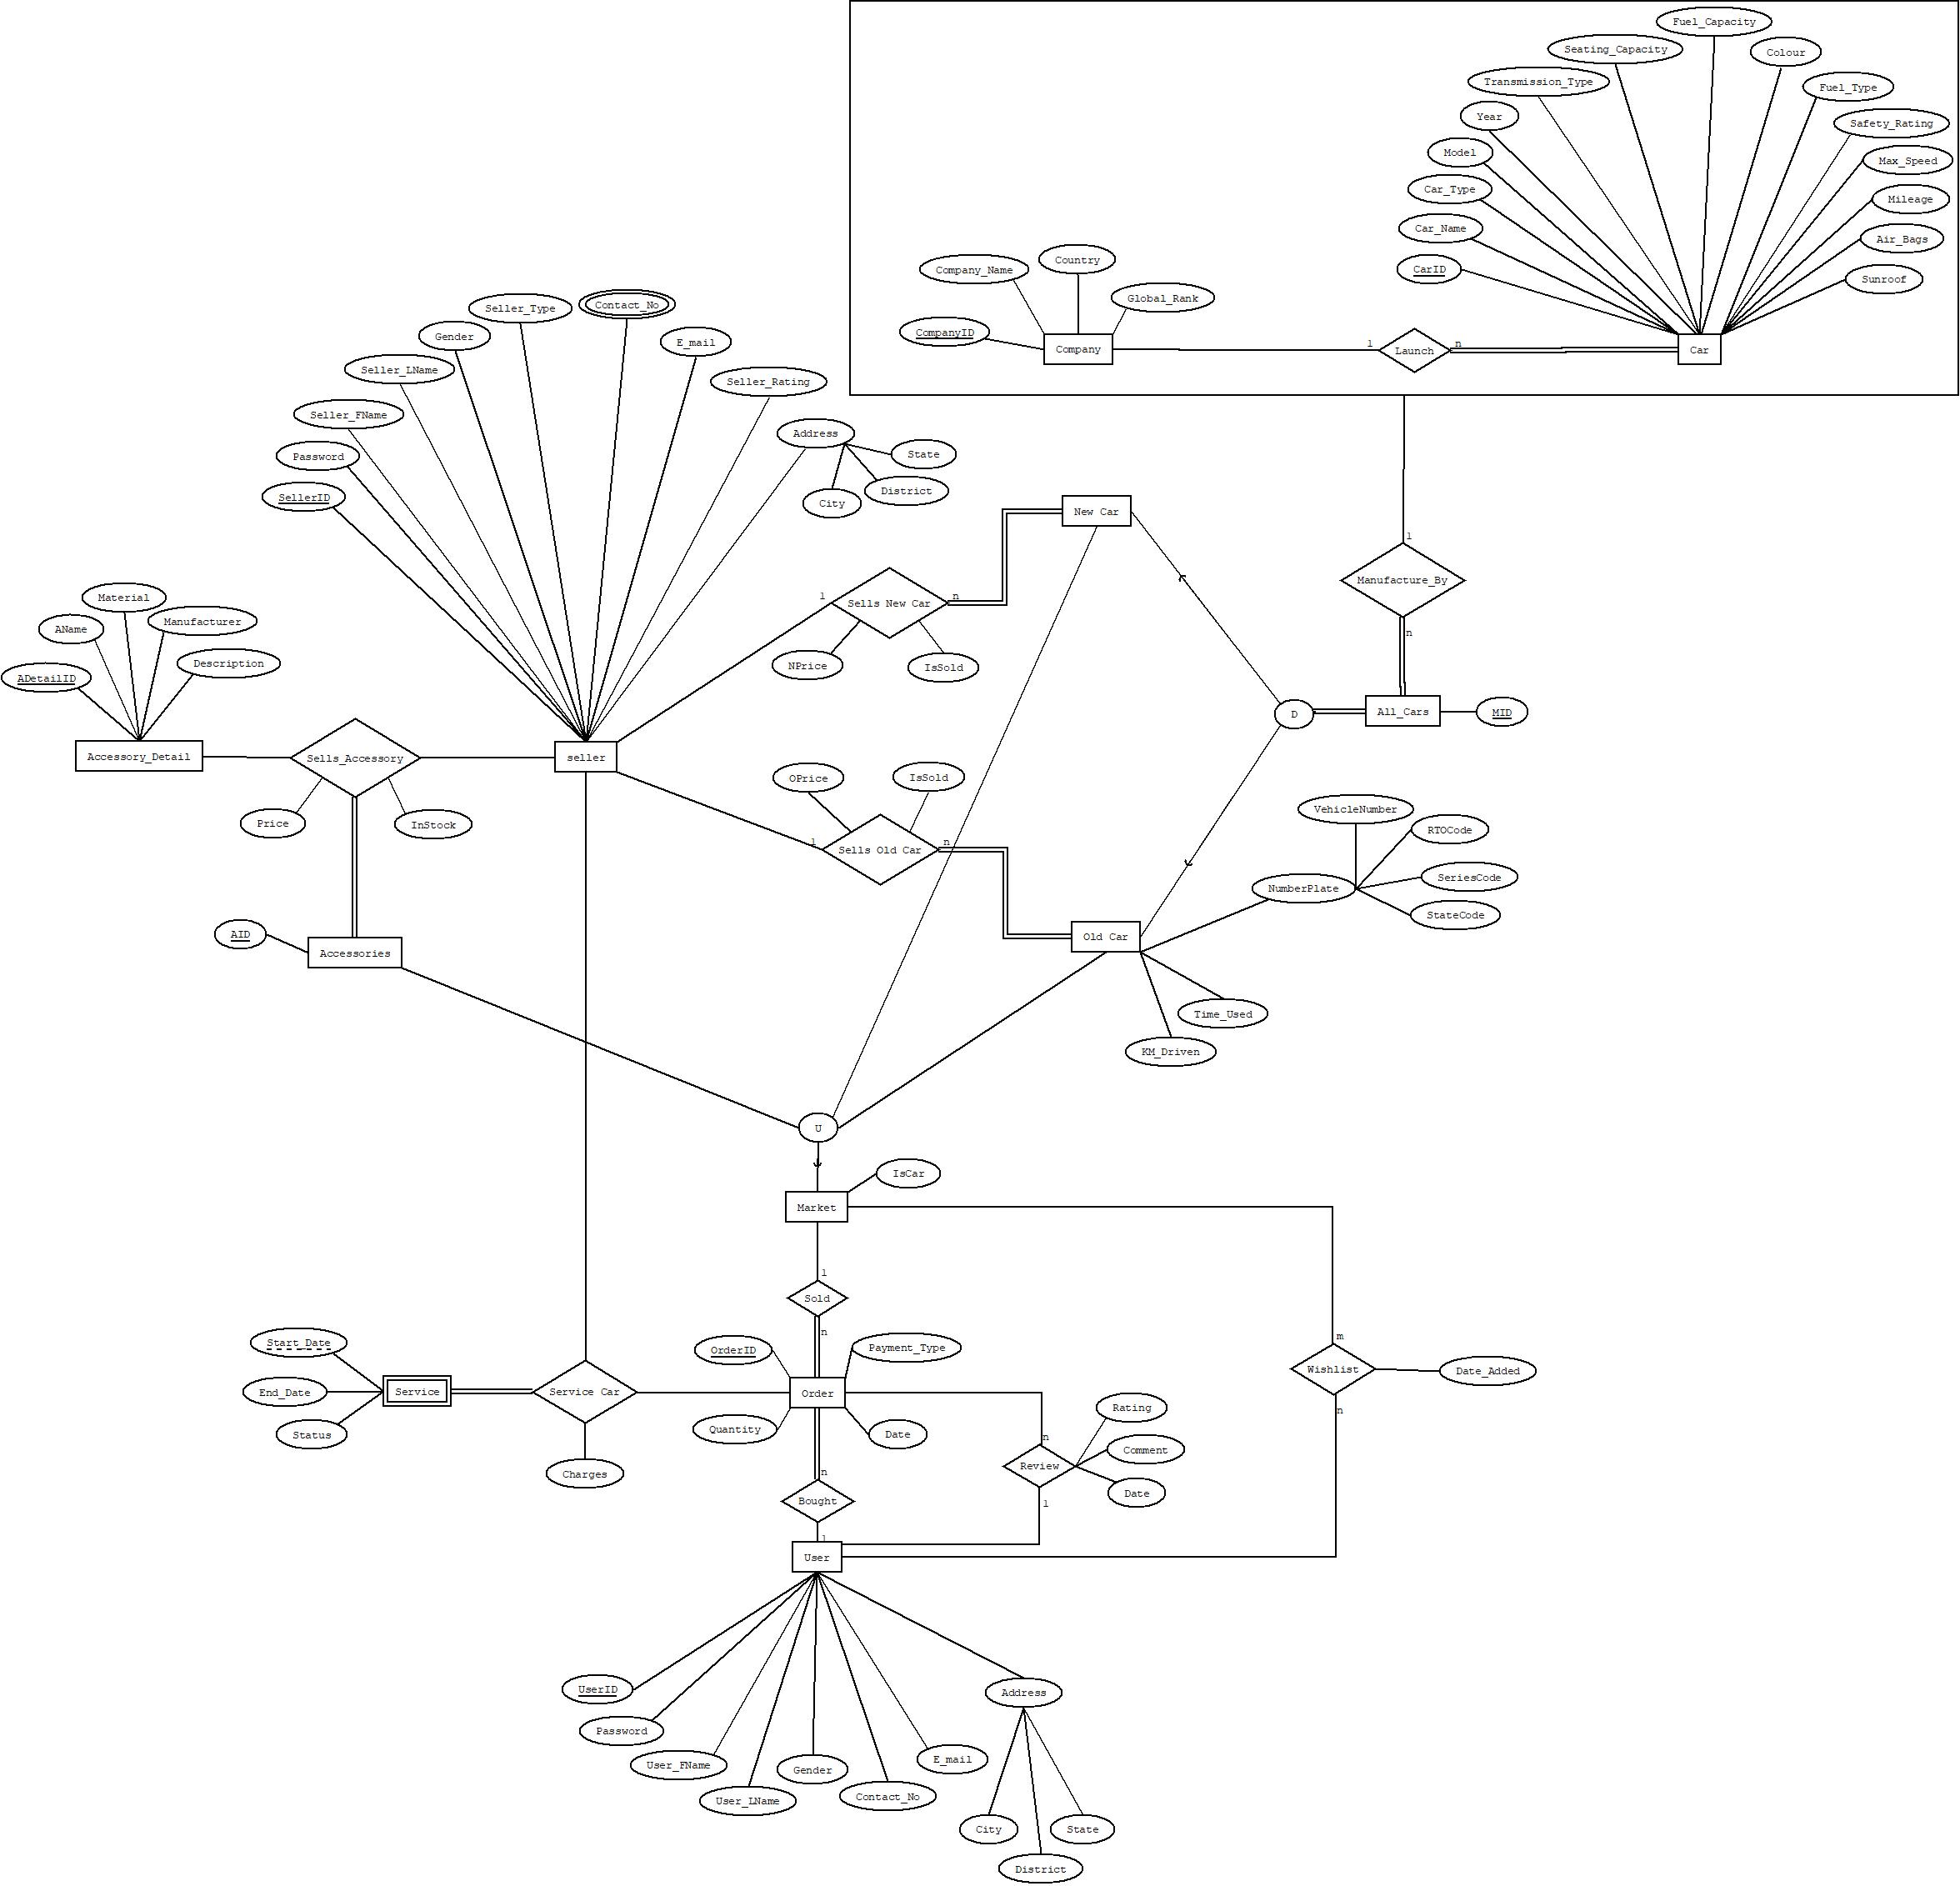 Fuel_Capacity
Seating_Capacity
Colour
Transmission_Type
Fuel_Type
Year
Safety_Rating
Model
Max_Speed
Car_Type
Mileage
Car_Name
Air_Bags
CarID
Sunroof
Company_Name
Country
Global_Rank
CompanyID
Company
1
Launch
n
Car
Seller_Type
Contact_No
Gender
E_mail
Seller_LName
Seller_Rating
Seller_FName
Address
Password
State
SellerID
District
City
New Car
1
Manufacture_By
n
Material
Manufacturer
AName
Description
ADetailID
Accessory_Detail
1
Sells New Car
n
NPrice
IsSold
D
All_Cars
MID
Sells_Accessory
seller
Price
InStock
OPrice
IsSold
1
Sells Old Car
n
VehicleNumber
RTOCode
NumberPlate
SeriesCode
StateCode
AID
Accessories
Old Car
Time_Used
KM_Driven
U
IsCar
Market
1
Sold
n
m
Wishlist
Date_Added
n
Start_Date
OrderID
Payment_Type
End_Date
Service
Service Car
Order
Status
Quantity
Date
Charges
Rating
n
Comment
Review
Date
1
n
Bought
1
User
UserID
Address
Password
User_FName
E_mail
Gender
User_LName
Contact_No
City
State
District